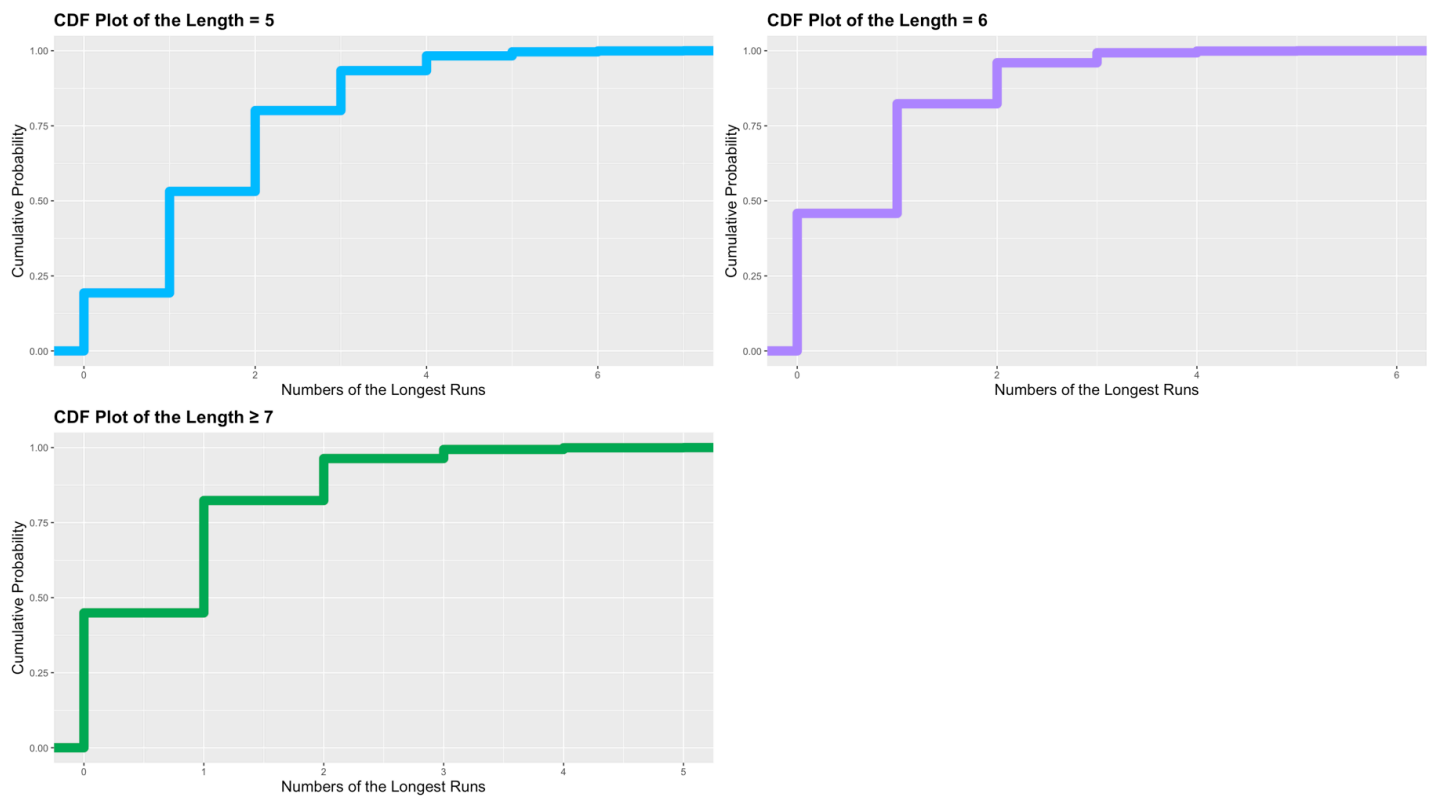 CDF Plot of the Length = 5
1.00
0.75
0.50
0.25
0.00
Cumulative Probability
0 2 4 6
Numbers of the Longest Runs
CDF Plot of the Length = 6
1.00
0.75
0.50
0.25
0.00
Cumulative Probability
0 2 4 6
Numbers of the Longest Runs
CDF Plot of the Length ≥ 7
1.00
0.75
0.50
0.25
0.00
Cumulative Probability
0 1 2 3 4 5
Numbers of the Longest Runs